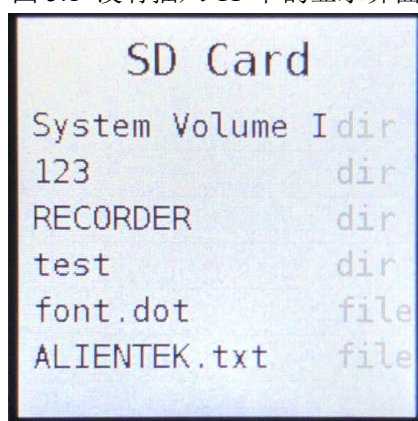 SD Card
System Volume I dir
123 dir
RECORDER dir
test dir
font.dot file
ALIENTEK.txt file